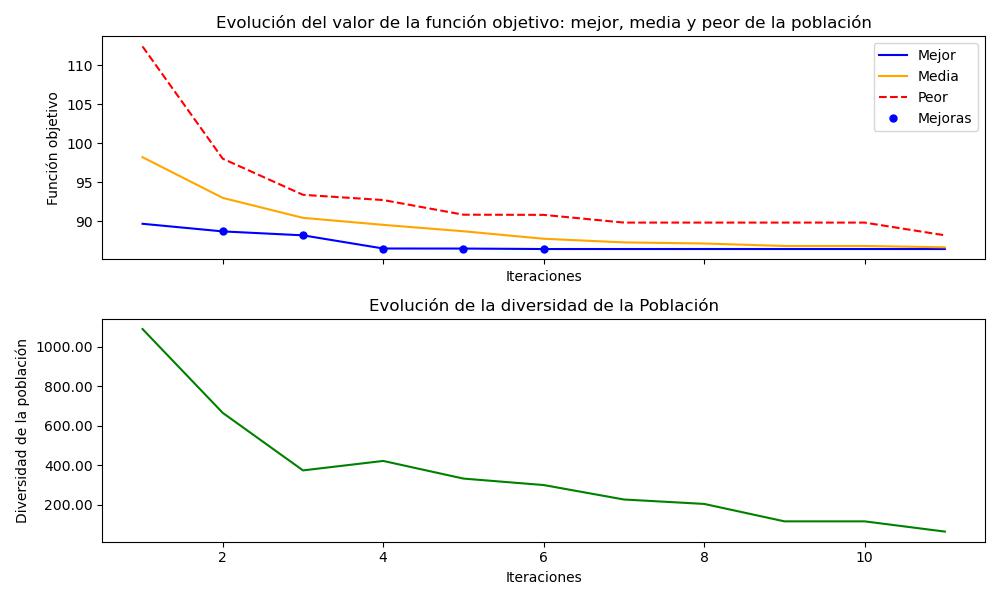 Evolución del valor de la función objetivo: mejor, media y peor de la población
Función objetivo
110
105
100
95
90
Mejor
Media
Peor
Mejoras
Iteraciones
Evolución de la diversidad de la Población
Diversidad de la población
1000.00
800.00
600.00
400.00
200.00
2 4 6 8 10
Iteraciones